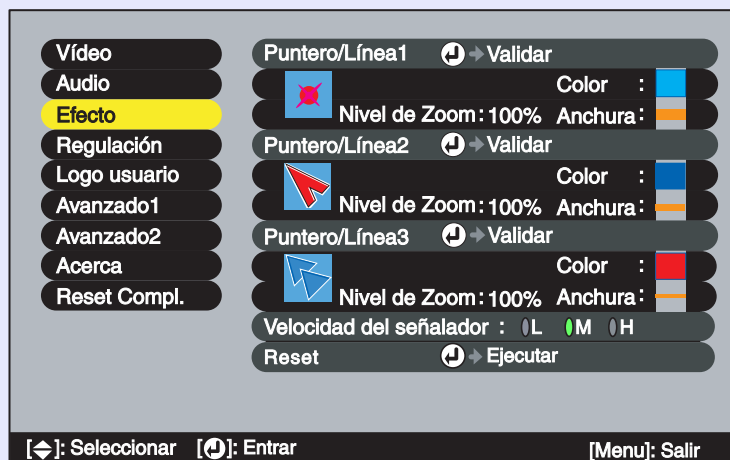 Vídeo
Audio
Efecto
Regulación
Logo usuario
Avanzado1
Avanzado2
Acerca
Reset Compl.
Puntero/Línea1 Validar
Color :
Nivel de Zoom : 100% Anchura :
Puntero/Línea2 Validar
Color :
Nivel de Zoom : 100% Anchura :
Puntero/Línea3 Validar
Color :
Nivel de Zoom : 100% Anchura :
Velocidad del señalador : L M H
Reset Ejecutar
[ ]: Seleccionar [ ]: Entrar [Menu]: Salir